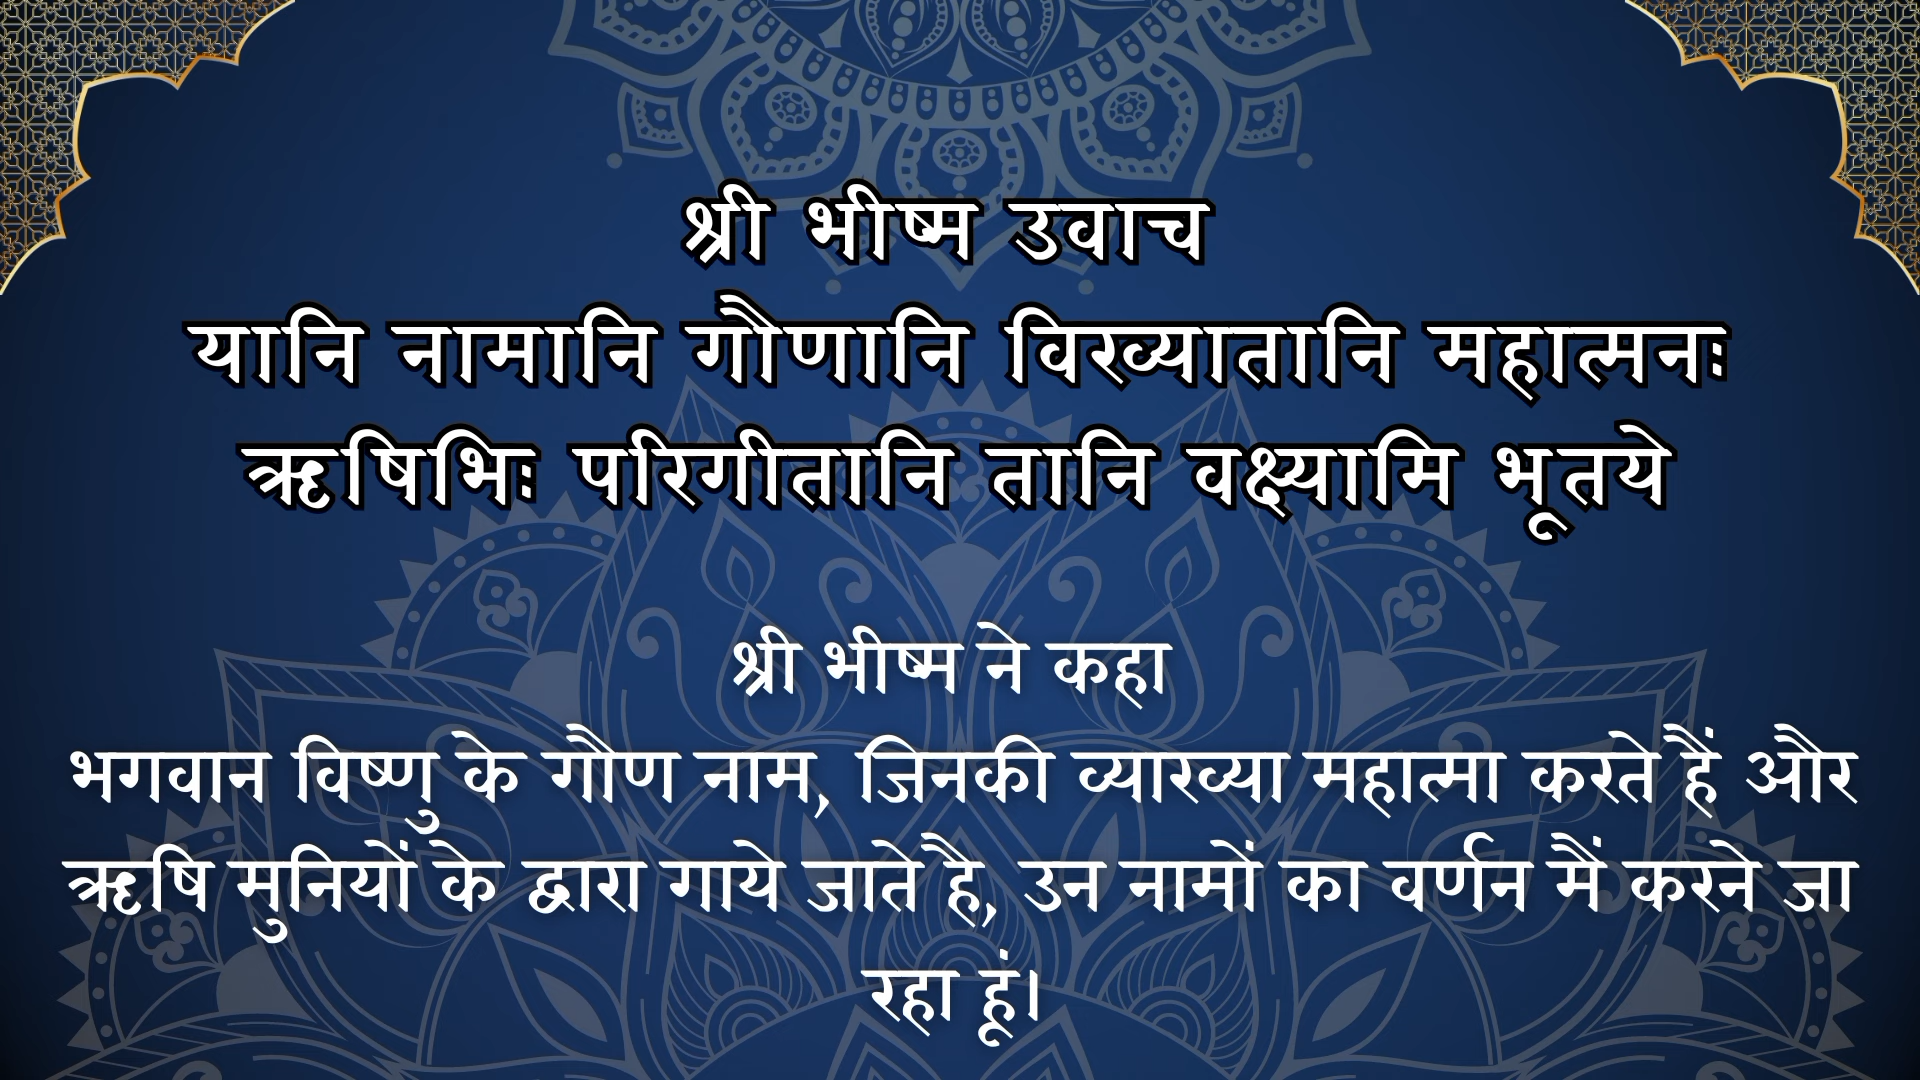 श्री भीष्म उवाच
यानि नामानि गौणानि विख्यातानि महात्मनः
ऋषिभिः परिगीतानि तानि वक्ष्यामि भूतये
श्री भीष्म ने कहा
भगवान विष्णु के गौण नाम, जिनकी व्याख्या महात्मा करते हैं और
ऋषि मुनियों के द्वारा गाये जाते है, उन नामों का वर्णन मैं करने जा
रहा हूं।